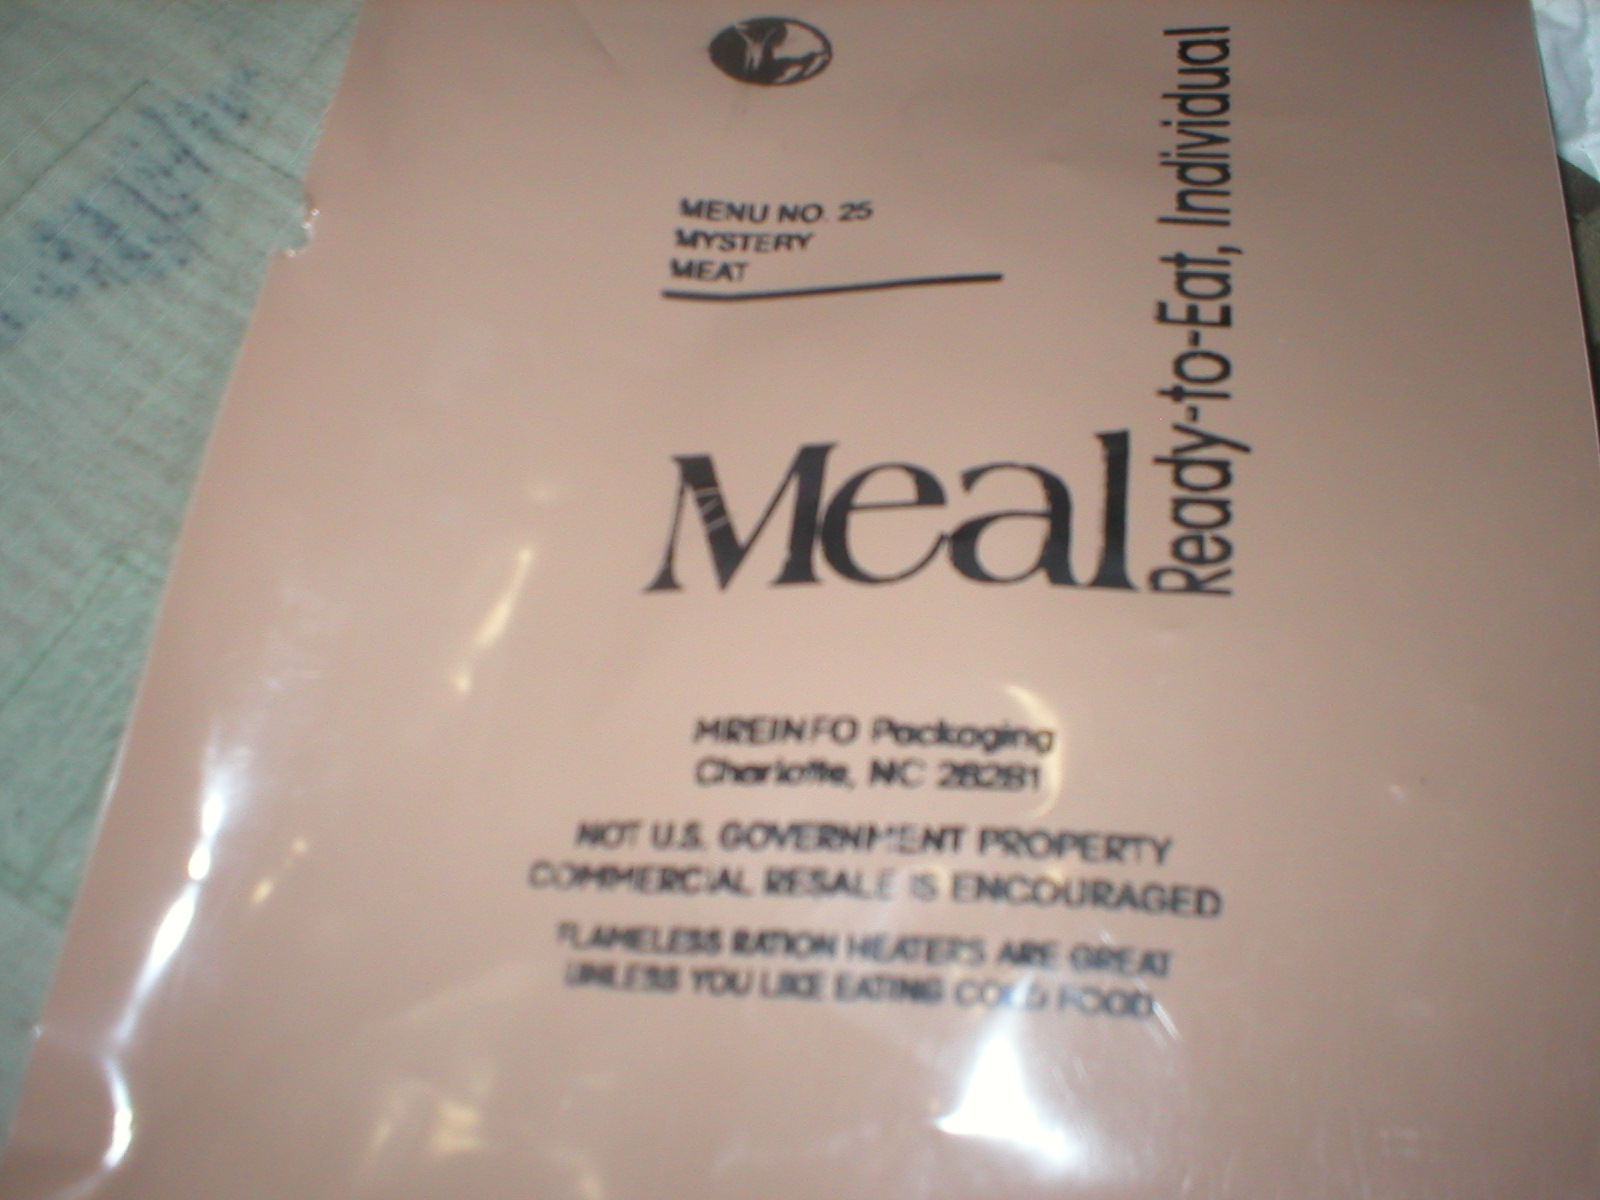 MENU NO. 25
MYSTERY
MEAT
Meal
Ready-to-Eat, Individual
MREINFO Packaging
Charlotte, NC 28281
NOT U.S. GOVERNMENT PROPERTY
COMMERCIAL RESALE IS ENCOURAGED
FLAMELESS RATION HEATERS ARE GREAT
UNLESS YOU LIKE EATING COLD FOOD